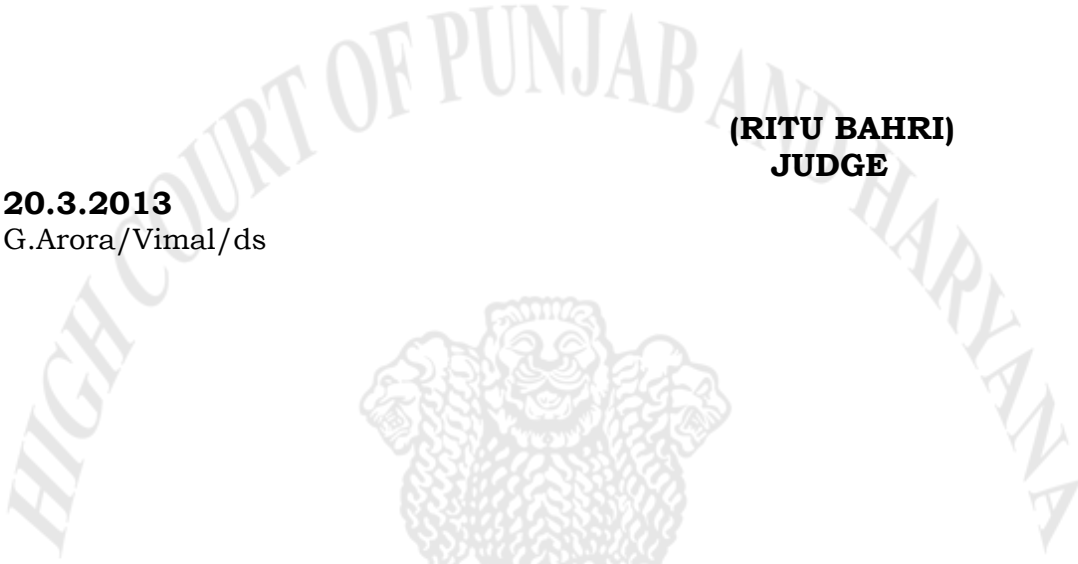 HIGH COURT OF PUNJAB AND HARYANA
(RITU BAHRI)
JUDGE
20.3.2013
G.Arora/Vimal/ds